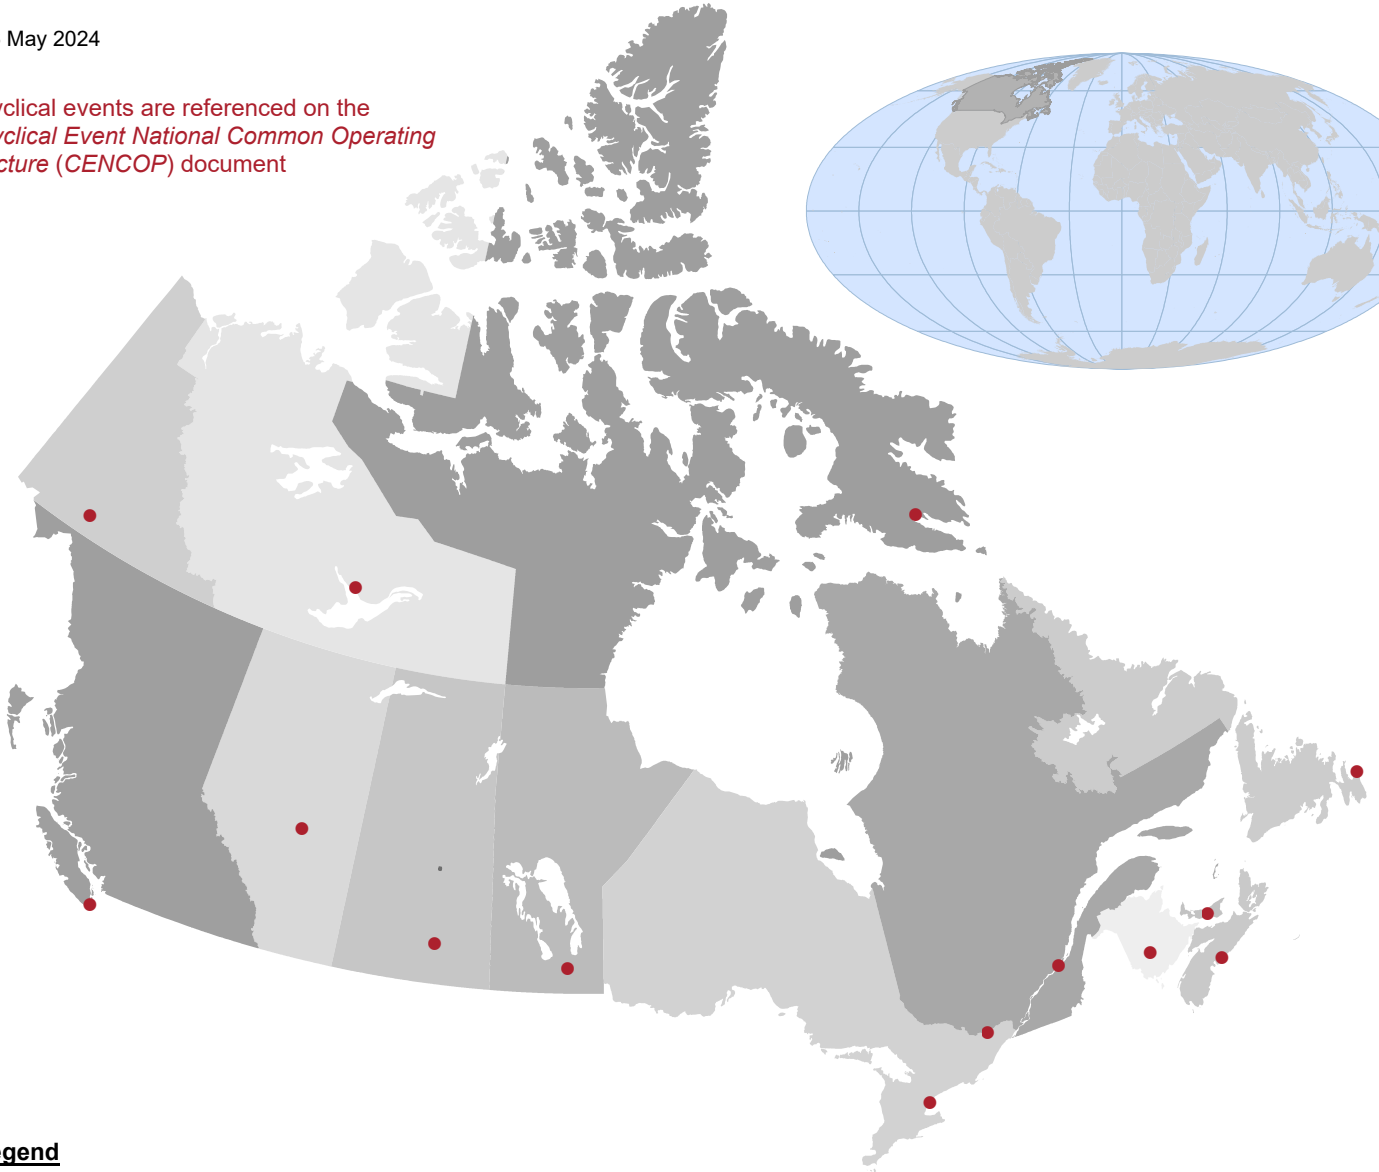 May 2024
yclical events are referenced on the
yclical Event National Common Operating
cture (CENCOP) document
egend